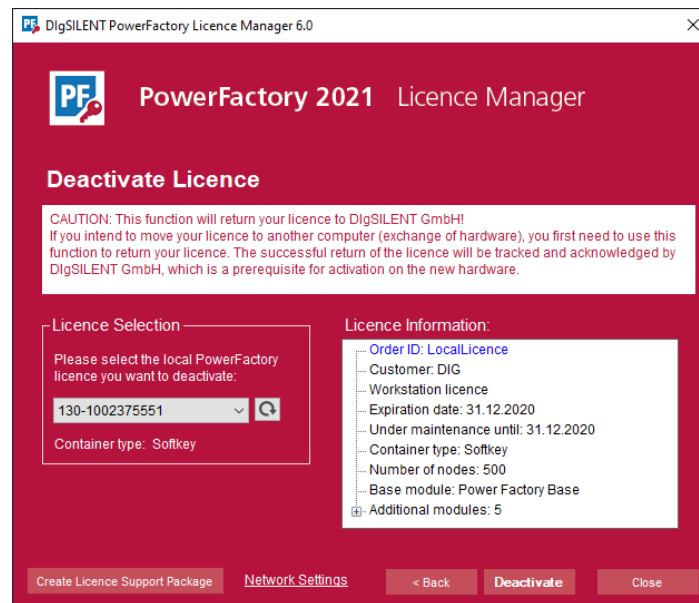 DIgSILENT PowerFactory Licence Manager 6.0
PF
PowerFactory 2021 Licence Manager
Deactivate Licence
CAUTION: This function will return your licence to DIgSILENT GmbH!
If you intend to move your licence to another computer (exchange of hardware), you first need to use this
function to return your licence. The successful return of the licence will be tracked and acknowledged by
DIgSILENT GmbH, which is a prerequisite for activation on the new hardware.
Licence Selection
Please select the local PowerFactory
licence you want to deactivate:
130-1002375551
Container type: Softkey
Licence Information:
Order ID: LocalLicence
Customer: DIG
Workstation licence
Expiration date: 31.12.2020
Under maintenance until: 31.12.2020
Container type: Softkey
Number of nodes: 500
Base module: Power Factory Base
Additional modules: 5
Create Licence Support Package
Network Settings
< Back
Deactivate
Close